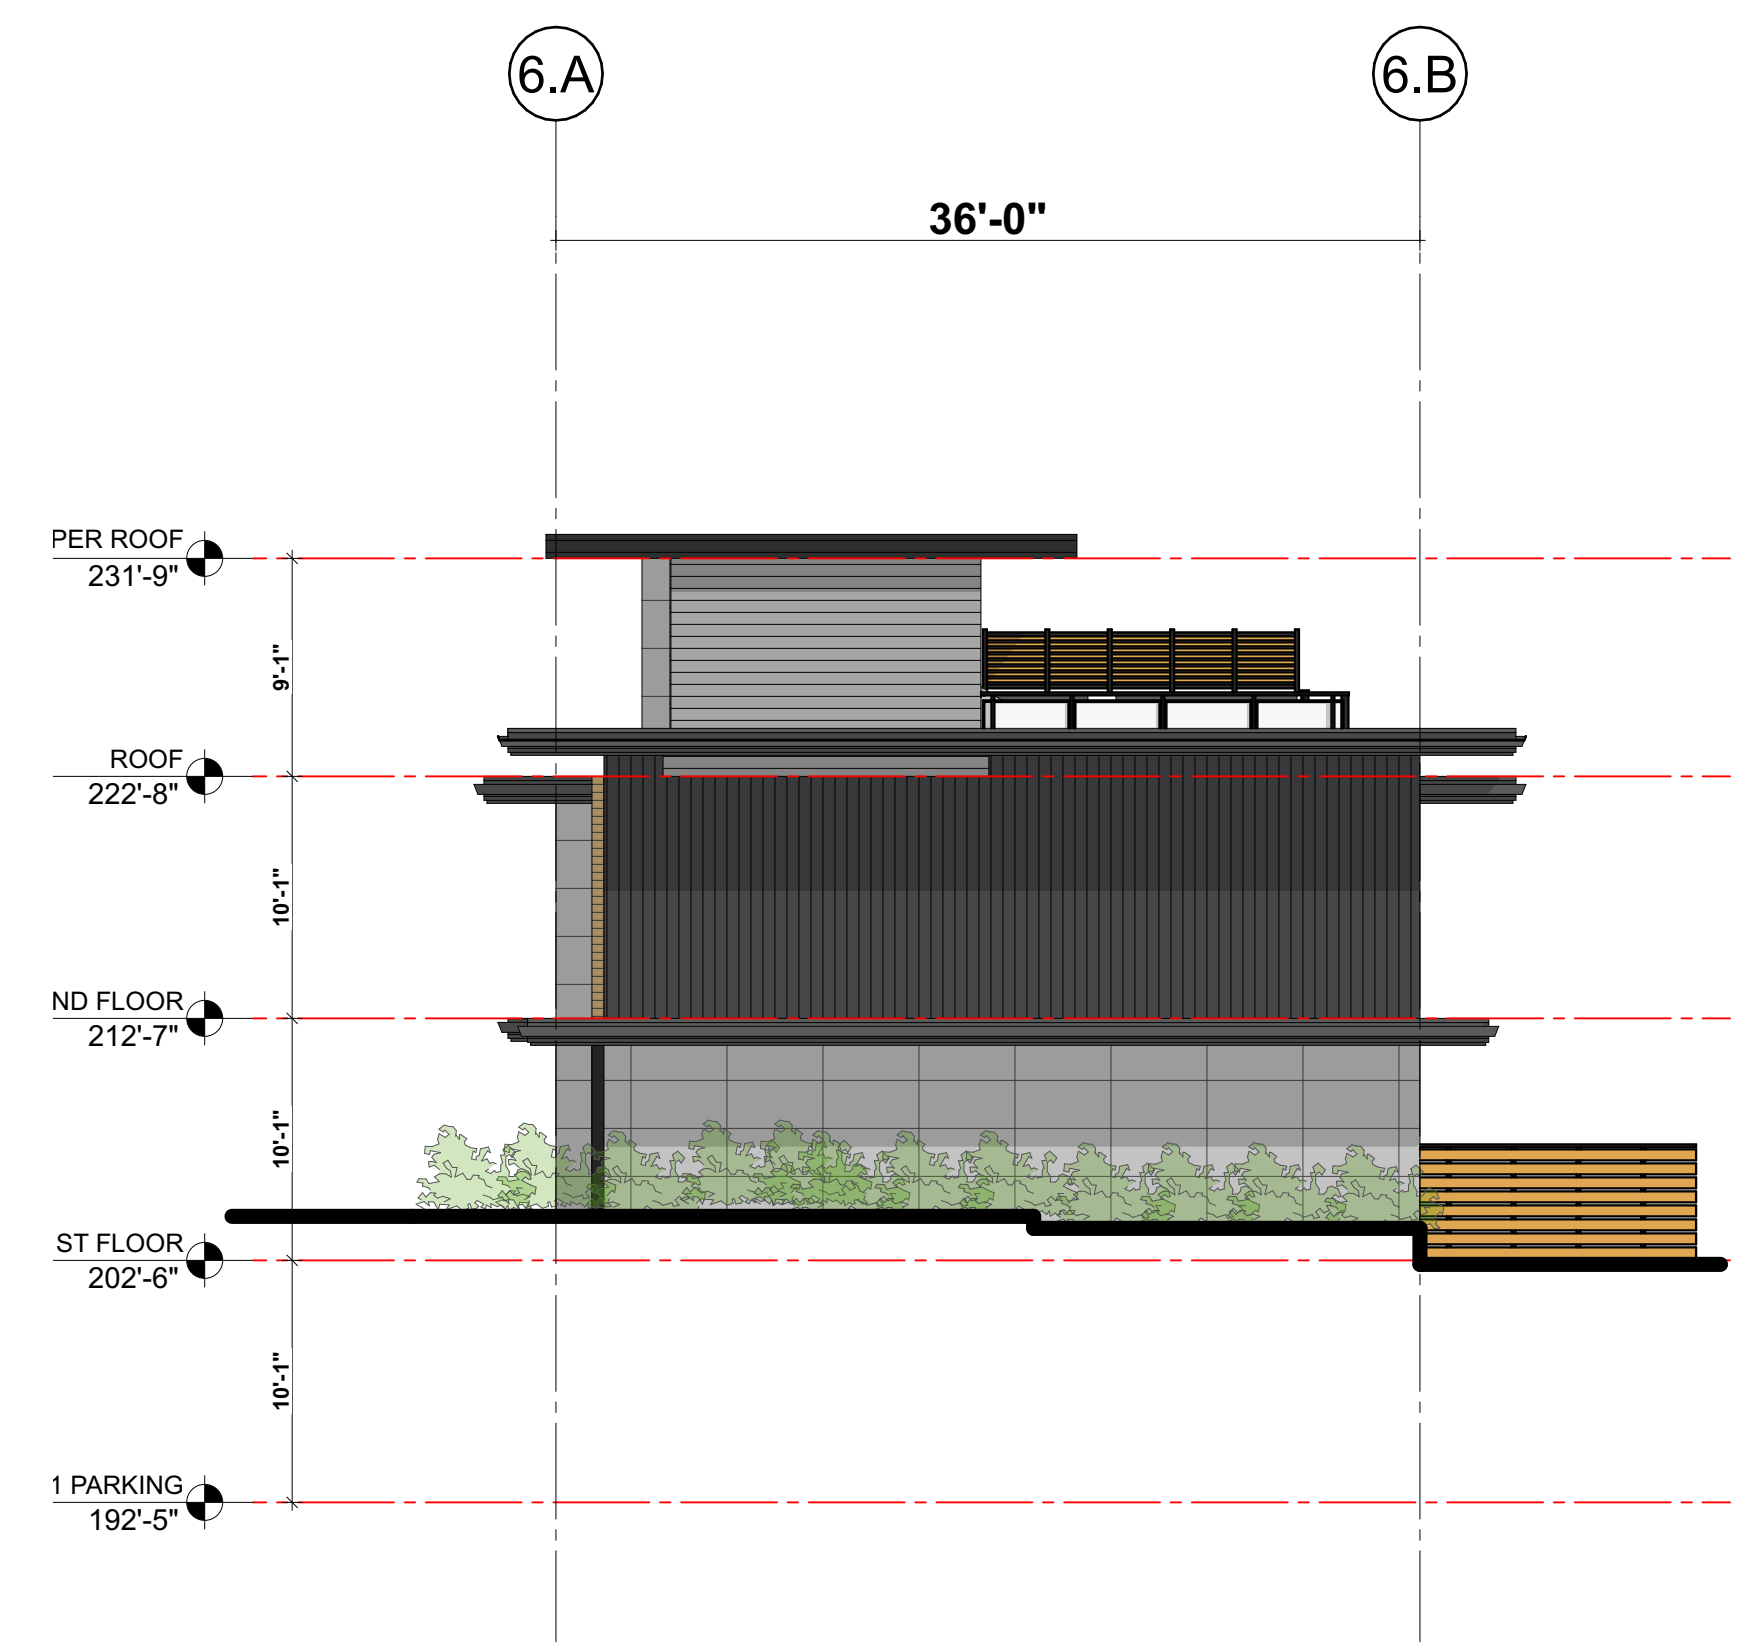 6.A
6.B
36'-0"
PER ROOF
231'-9"
9'-1"
ROOF
222'-8"
10'-1"
ND FLOOR
212'-7"
10'-1"
ST FLOOR
202'-6"
10'-1"
1 PARKING
192'-5"